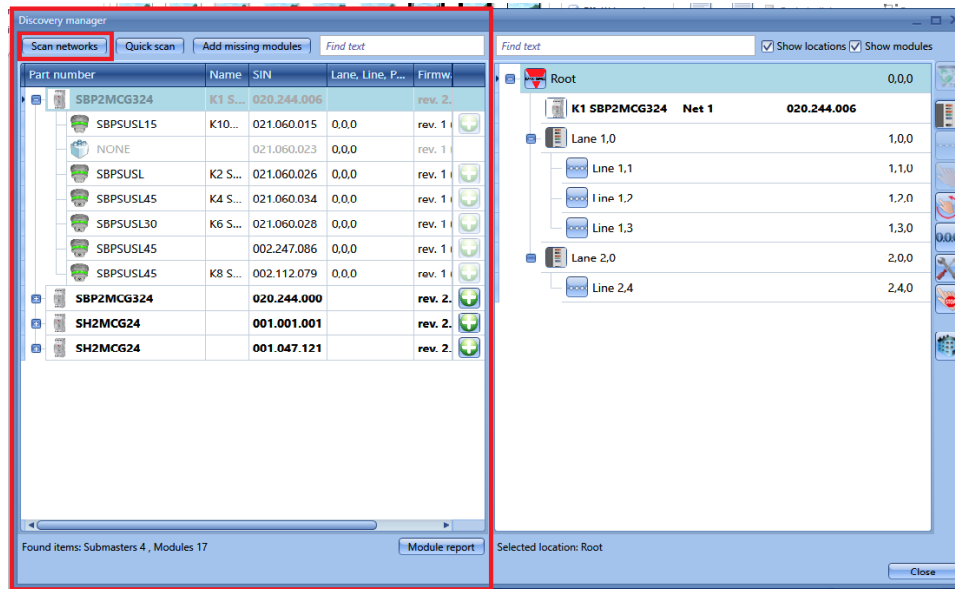 Discovery manager
Scan networks Quick scan Add missing modules Find text
Part number Name SIN Lane, Line, P... Firmw.
SBP2MCG324 K1 S... 020.244.006 rev. 2.
SBPSUSL15 K10... 021.060.015 0,0,0 rev. 1
NONE 021.060.023 0,0,0 rev. 1
SBPSUSL K2 S... 021.060.026 0,0,0 rev. 1
SBPSUSL45 K4 S... 021.060.034 0,0,0 rev. 1
SBPSUSL30 K6 S... 021.060.028 0,0,0 rev. 1
SBPSUSL45 002.247.086 0,0,0 rev. 1
SBPSUSL45 K8 S... 002.112.079 0,0,0 rev. 1
SBP2MCG324 020.244.000 rev. 2.
SH2MCG24 001.001.001 rev. 2.
SH2MCG24 001.047.121 rev. 2.
Found items: Submasters 4 , Modules 17 Module report
Find text Show locations Show modules
Root 0,0,0
K1 SBP2MCG324 Net 1 020.244.006
Lane 1,0 1,0,0
Line 1,1 1,1,0
Line 1,2 1,2,0
Line 1,3 1,3,0
Lane 2,0 2,0,0
Line 2,4 2,4,0
Selected location: Root
0.0.
STOP
Close